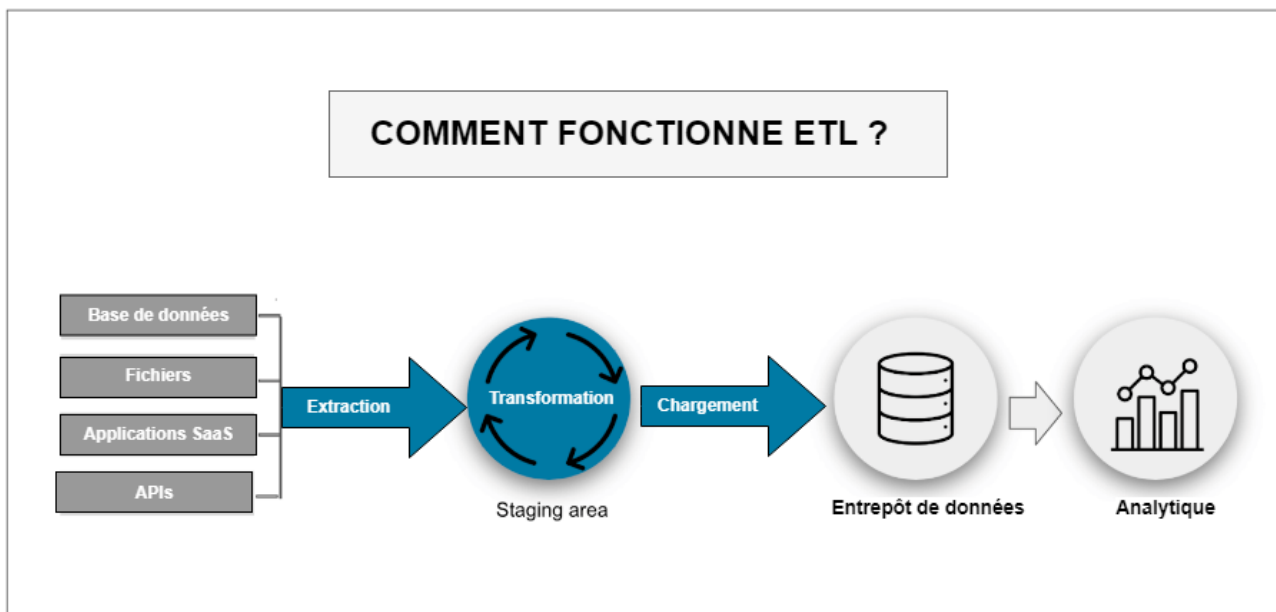 COMMENT FONCTIONNE ETL ?
Base de données
Fichiers
Applications SaaS
APIs
Extraction
Transformation
Staging area
Chargement
Entrepôt de données
Analytique